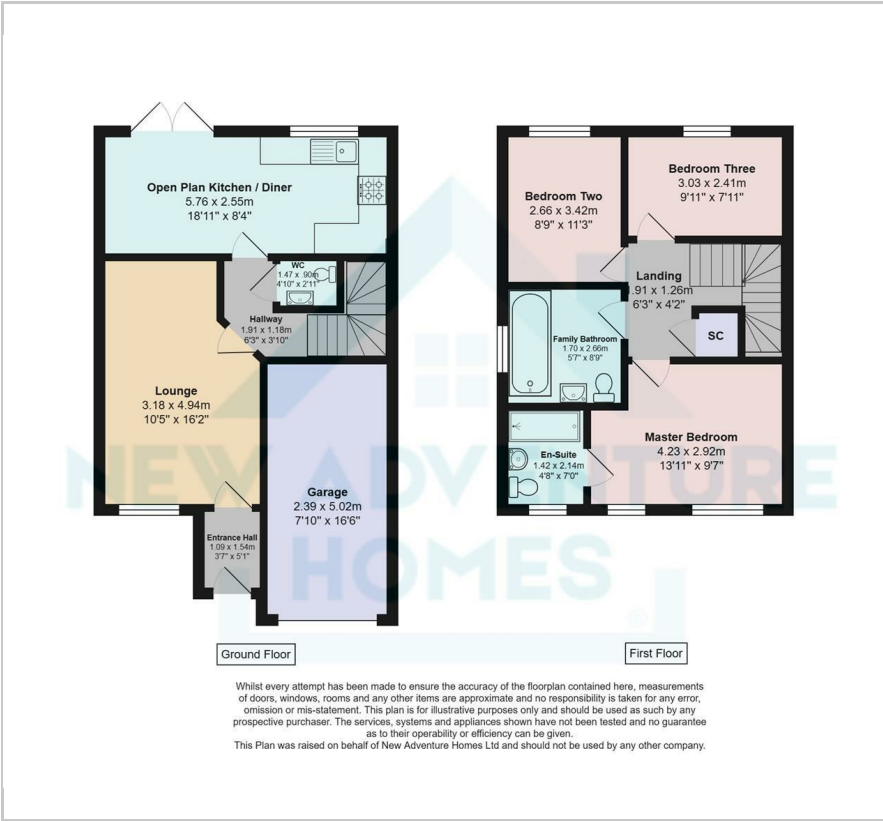 Open Plan Kitchen / Diner
5.76 x 2.55m
18'11" x 8'4"
WC
1.47 x .90m
4'10" x 2'11"
Hallway
1.91 x 1.18m
6'3" x 3'10"
Lounge
3.18 x 4.94m
10'5" x 16'2"
Garage
2.39 x 5.02m
7'10" x 16'6"
Entrance Hall
1.09 x 1.54m
3'7" x 5'1"
Ground Floor
Bedroom Two
2.66 x 3.42m
8'9" x 11'3"
Bedroom Three
3.03 x 2.41m
9'11" x 7'11"
Landing
.91 x 1.26m
6'3" x 4'2"
SC
Family Bathroom
1.70 x 2.66m
5'7" x 8'9"
En-Suite
1.42 x 2.14m
4'8" x 7'0"
Master Bedroom
4.23 x 2.92m
13'11" x 9'7"
First Floor
NEW ADVENTURE
HOMES
®
Whilst every attempt has been made to ensure the accuracy of the floorplan contained here, measurements
of doors, windows, rooms and any other items are approximate and no responsibility is taken for any error,
omission or mis-statement. This plan is for illustrative purposes only and should be used as such by any
prospective purchaser. The services, systems and appliances shown have not been tested and no guarantee
as to their operability or efficiency can be given.
This Plan was raised on behalf of New Adventure Homes Ltd and should not be used by any other company.